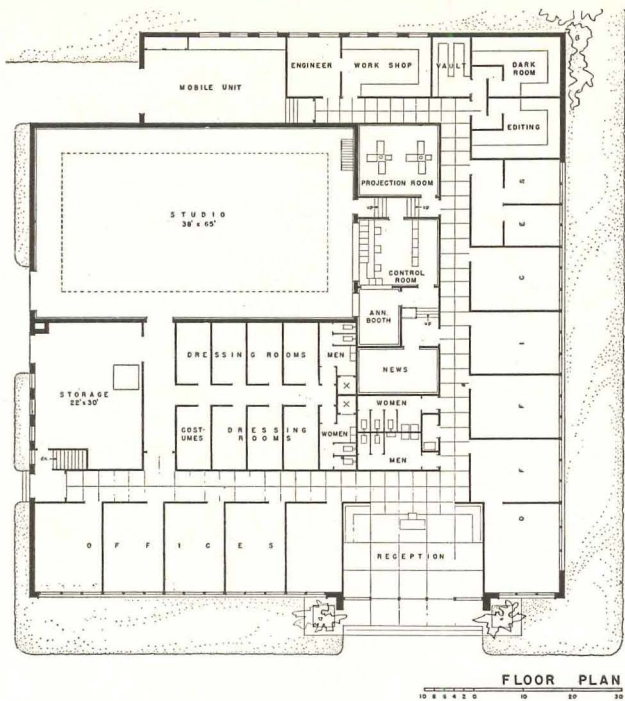 MOBILE UNIT
ENGINEER
WORK SHOP
VAULT
DARK
ROOM
EDITING
PROJECTION ROOM
STUDIO
38' x 65'
CONTROL
ROOM
ANN.
BOOTH
NEWS
DRESSING ROOMS
MEN
STORAGE
22' x 30'
COST-
UMES
DRESSING
ROOMS
WOMEN
WOMEN
MEN
OFFICES
OFFICES
RECEPTION
FLOOR PLAN
10 8 6 4 2 0 10 20 30